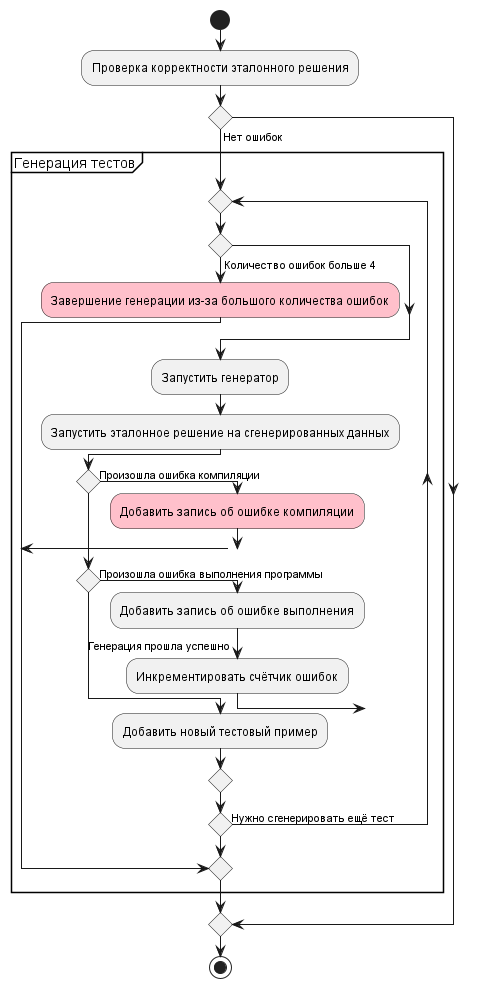 Проверка корректности эталонного решения
Нет ошибок
Генерация тестов
Количество ошибок больше 4
Завершение генерации из-за большого количества ошибок
Запустить генератор
Запустить эталонное решение на сгенерированных данных
Произошла ошибка компиляции
Добавить запись об ошибке компиляции
Произошла ошибка выполнения программы
Добавить запись об ошибке выполнения
Генерация прошла успешно
Инкрементировать счётчик ошибок
Добавить новый тестовый пример
Нужно сгенерировать ещё тест